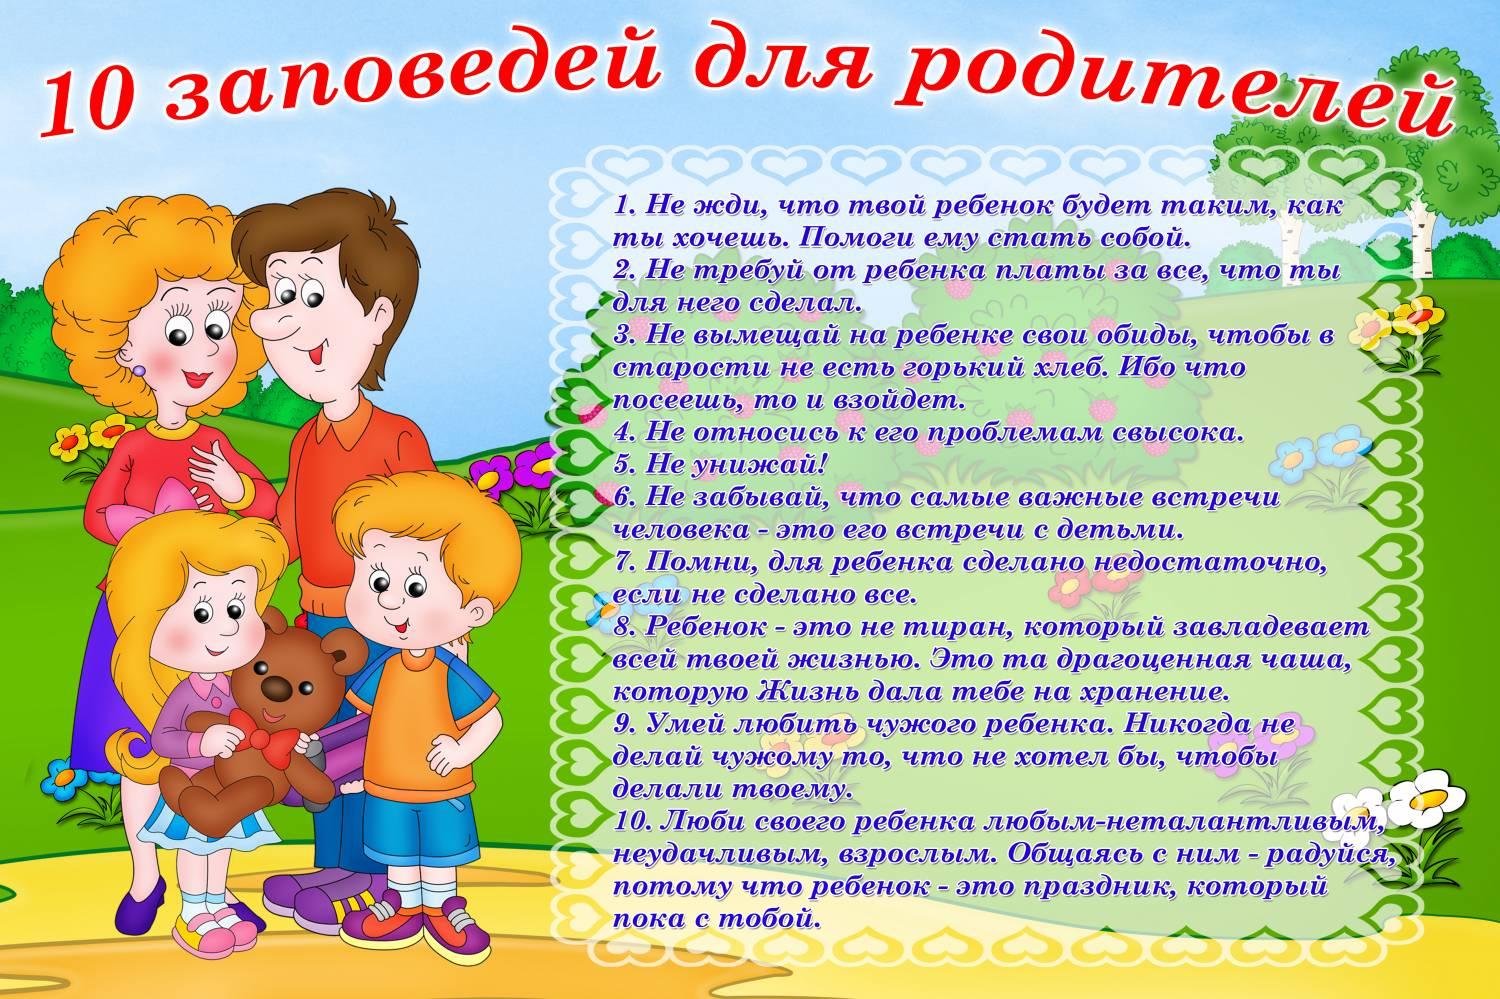 10 заповедей для родителей
1. Не жди, что твой ребенок будет таким, как
ты хочешь. Помоги ему стать собой.
2. Не требуй от ребенка платы за все, что ты
для него сделал.
3. Не вымещай на ребенке свои обиды, чтобы в
старости не есть горький хлеб. Ибо что
посеешь, то и взойдет.
4. Не относись к его проблемам свысока.
5. Не унижай!
6. Не забывай, что самые важные встречи
человека - это его встречи с детьми.
7. Помни, для ребенка сделано недостаточно,
если не сделано все.
8. Ребенок - это не тиран, который завладевает
всей твоей жизнью. Это та драгоценная чаша,
которую Жизнь дала тебе на хранение.
9. Умей любить чужого ребенка. Никогда не
делай чужому то, что не хотел бы, чтобы
делали твоему.
10. Люби своего ребенка любым-неталантливым,
неудачливым, взрослым. Общаясь с ним - радуйся,
потому что ребенок - это праздник, который
пока с тобой.